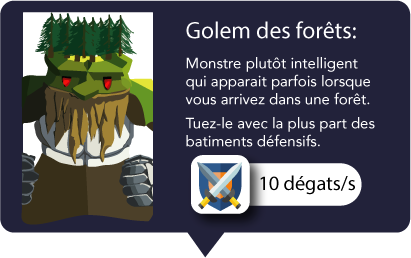 Golem des forêts:
Monstre plutôt intelligent
qui apparait parfois lorsque
vous arrivez dans une forêt.
Tuez-le avec la plus part des
batiments défensifs.
10 dégats/s